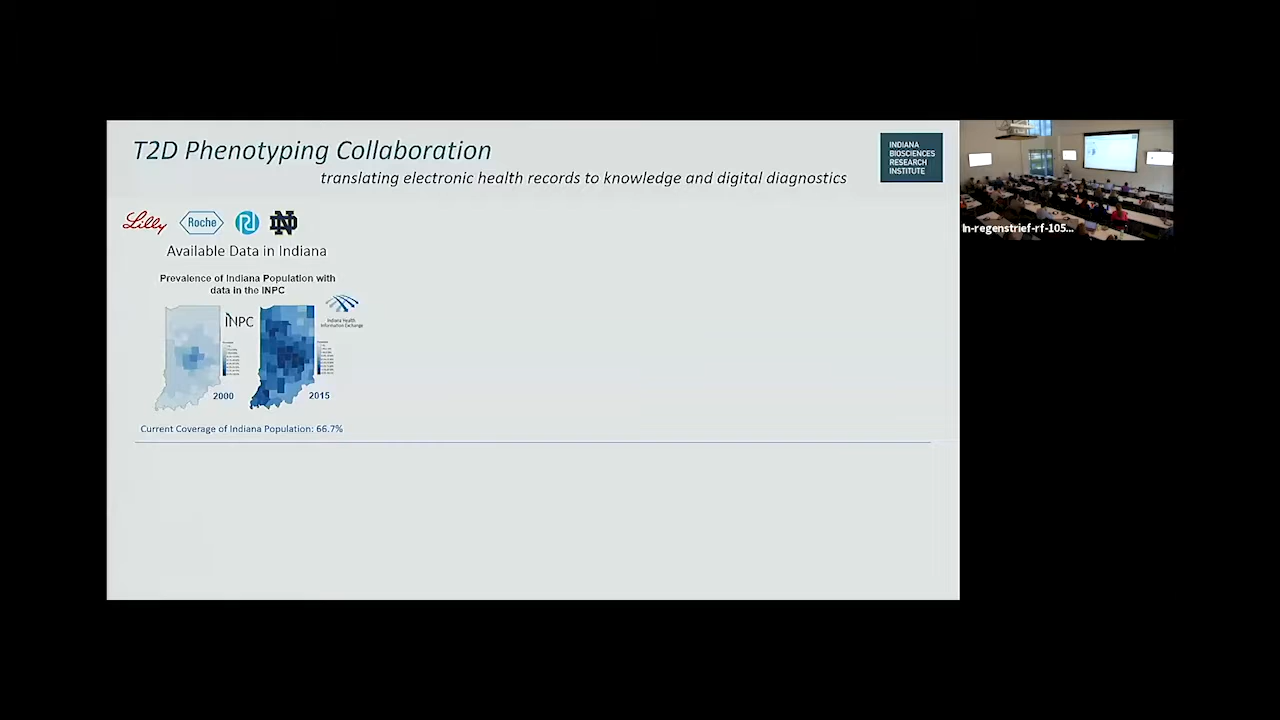 T2D Phenotyping Collaboration
translating electronic health records to knowledge and digital diagnostics
INDIANA
BIOSCIENCES
RESEARCH
INSTITUTE
Lilly
Roche
ND
Available Data in Indiana
Prevalence of Indiana Population with
data in the INPC
INPC
Indiana Health
Information Exchange
2000
2015
Current Coverage of Indiana Population: 66.7%
In-regenstrief-rf-105...